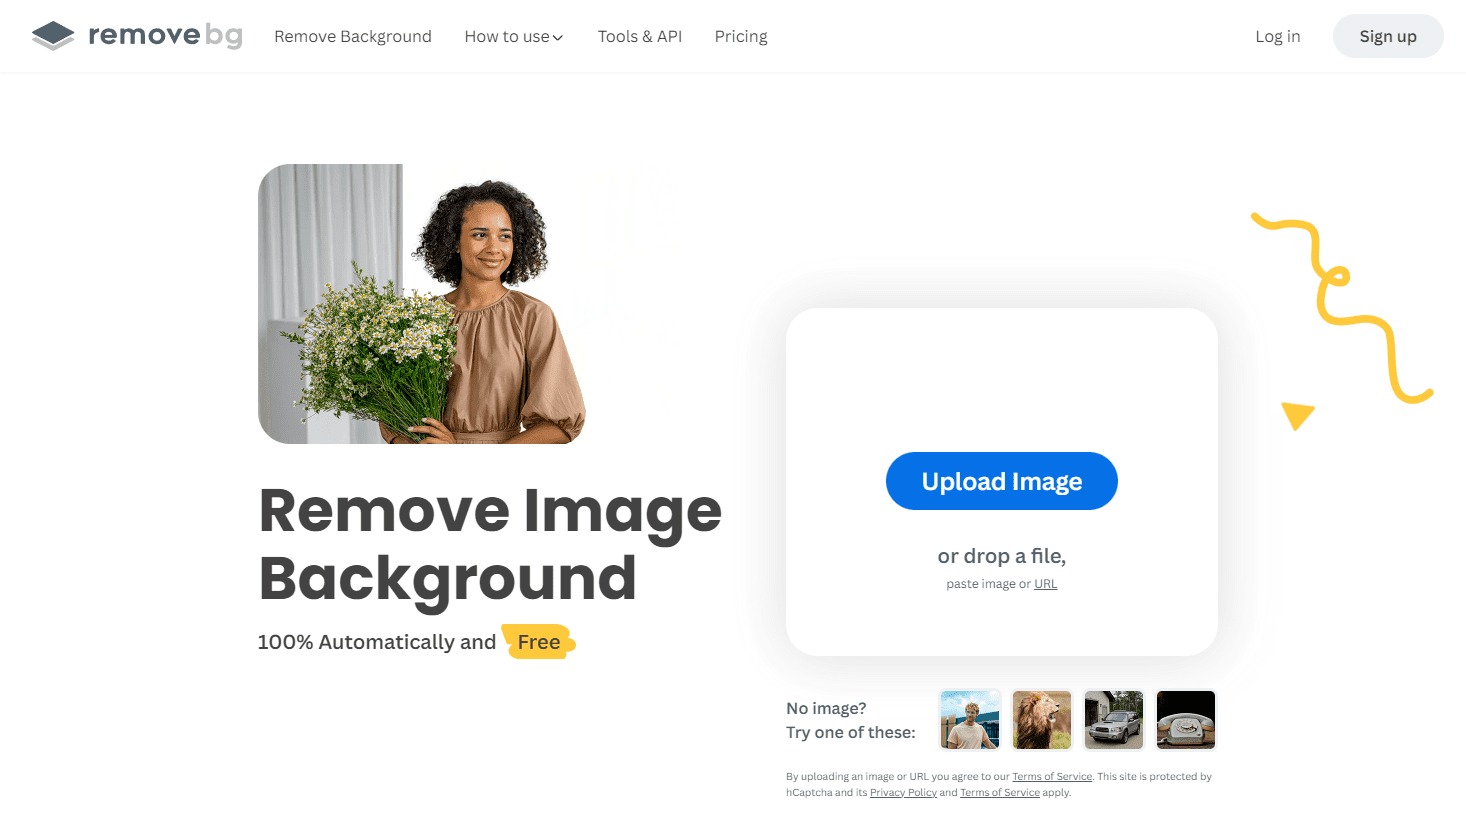 removebg
Remove Background
How to use
Tools & API
Pricing
Log in
Sign up
Remove Image
Background
100% Automatically and Free
Upload Image
or drop a file,
paste image or URL
No image?
Try one of these:
By uploading an image or URL you agree to our Terms of Service. This site is protected by
hCaptcha and its Privacy Policy and Terms of Service apply.